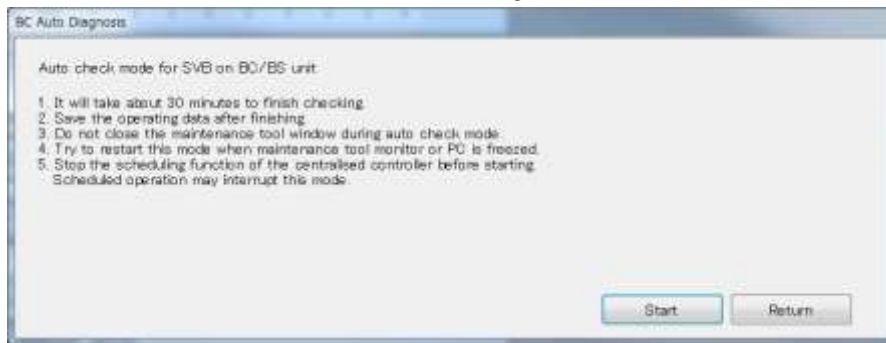 BC Auto Diagnosis
Auto check mode for SVB on BC/BS unit
1. It will take about 30 minutes to finish checking.
2. Save the operating data after finishing.
3. Do not close the maintenance tool window during auto check mode.
4. Try to restart this mode when maintenance tool monitor or PC is freezed.
5. Stop the scheduling function of the centralised controller before starting.
Scheduled operation may interrupt this mode.
Start
Return